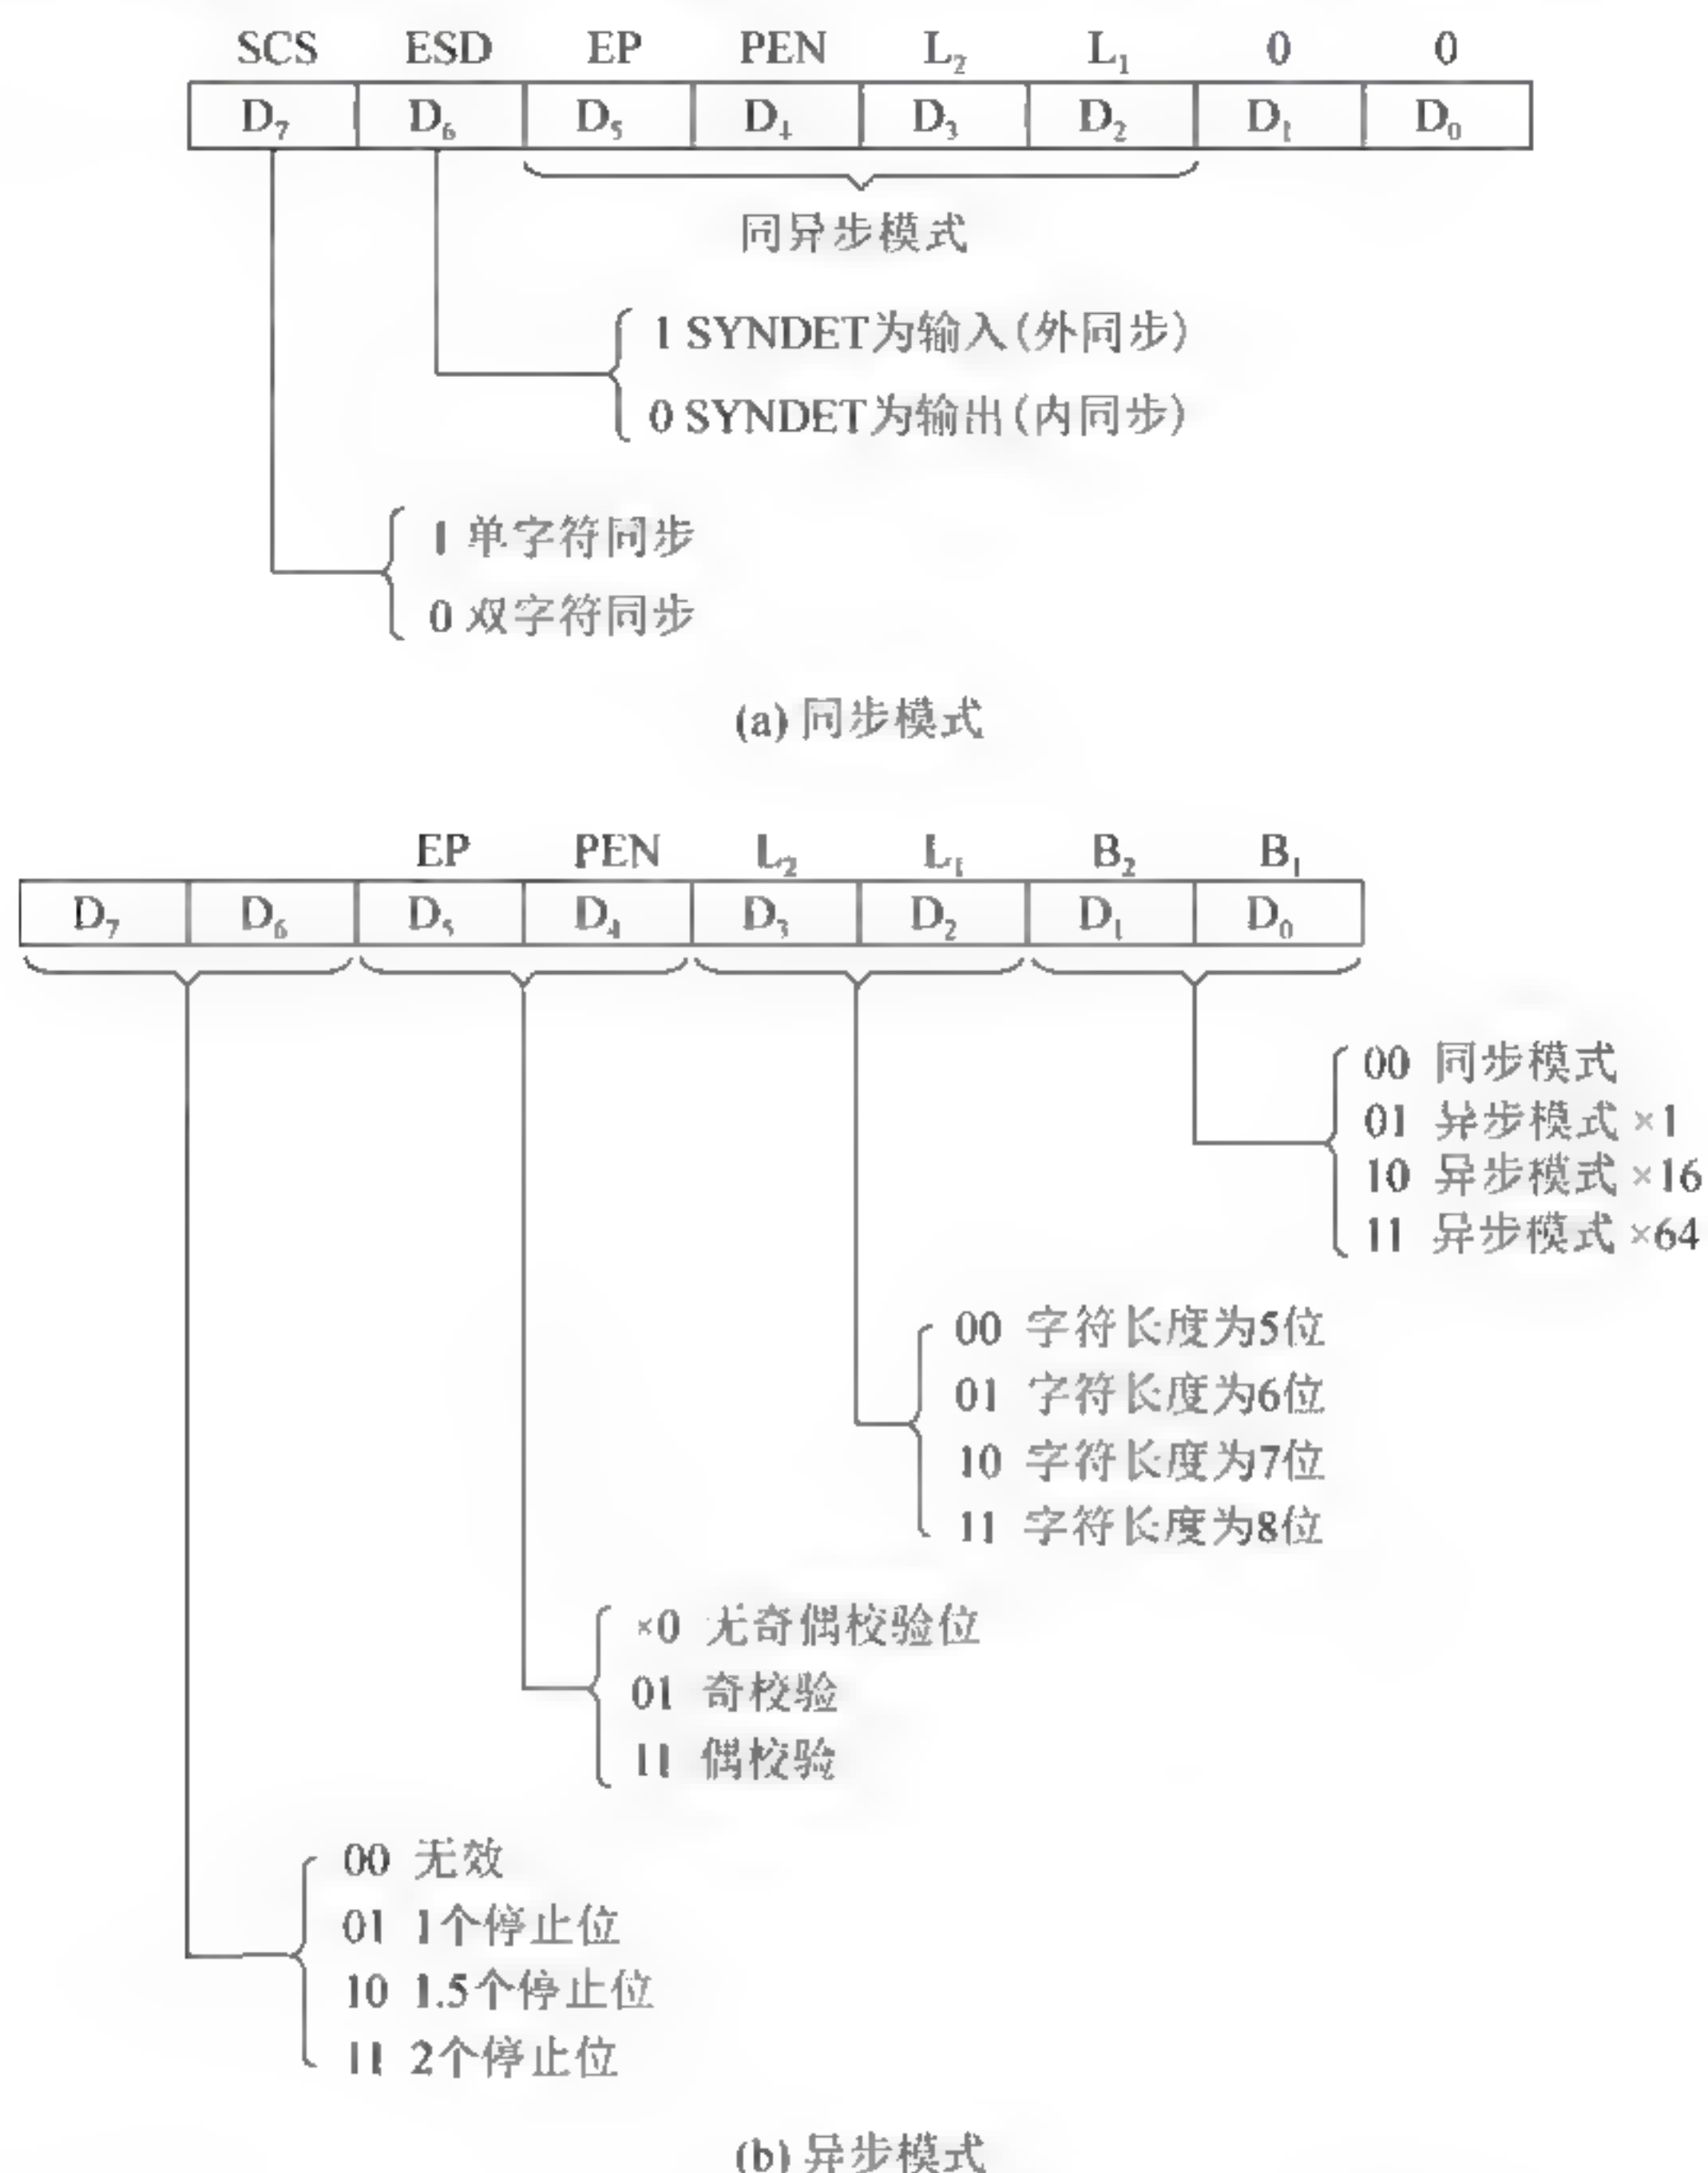 SCS ESD EP PEN L₂ L₁ 0 0
D₇ D₆ D₅ D₄ D₃ D₂ D₁ D₀
同异步模式
1 SYNDET为输入(外同步)
0 SYNDET为输出(内同步)
1 单字符同步
0 双字符同步
(a) 同步模式
EP PEN L₂ L₁ B₂ B₁
D₇ D₆ D₅ D₄ D₃ D₂ D₁ D₀
00 同步模式
01 异步模式 ×1
10 异步模式 ×16
11 异步模式 ×64
00 字符长度为5位
01 字符长度为6位
10 字符长度为7位
11 字符长度为8位
×0 无奇偶校验位
01 奇校验
11 偶校验
00 无效
01 1个停止位
10 1.5个停止位
11 2个停止位
(b) 异步模式